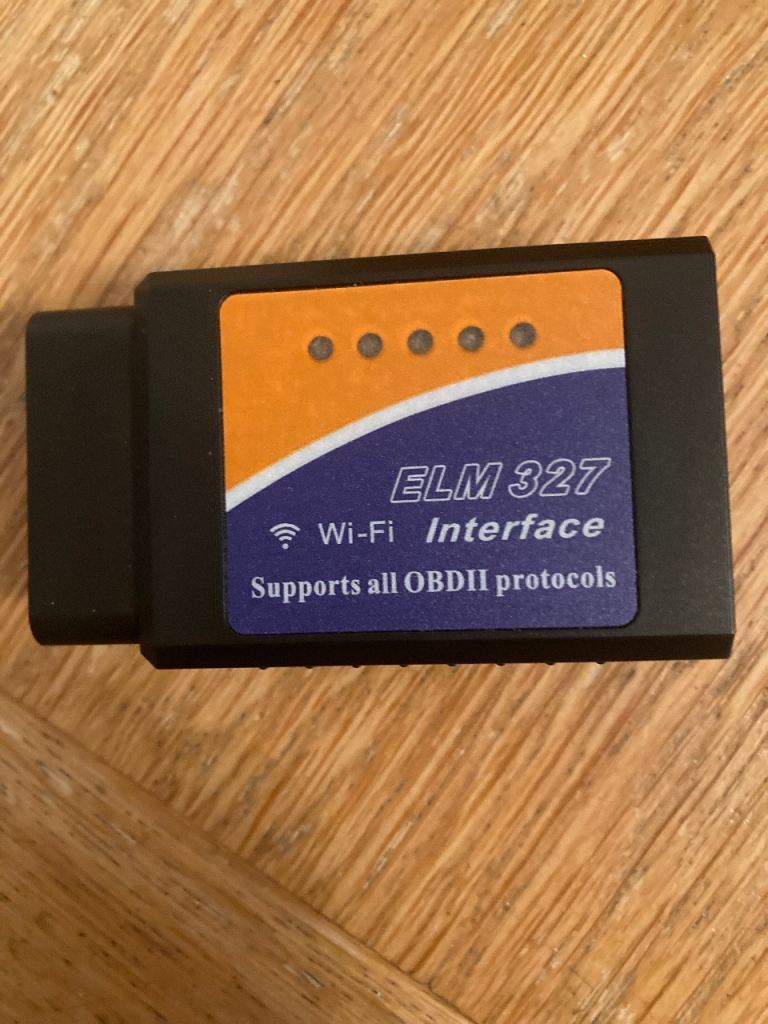 ELM 327
Wi-Fi Interface
Supports all OBDII protocols